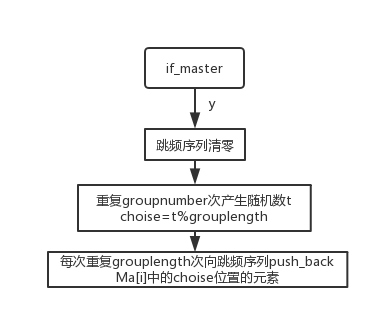 if_master
y
跳频序列清零
重复groupnumber次产生随机数t
choise=t%grouplength
每次重复grouplength次向跳频序列push_back
Ma[i]中的choise位置的元素